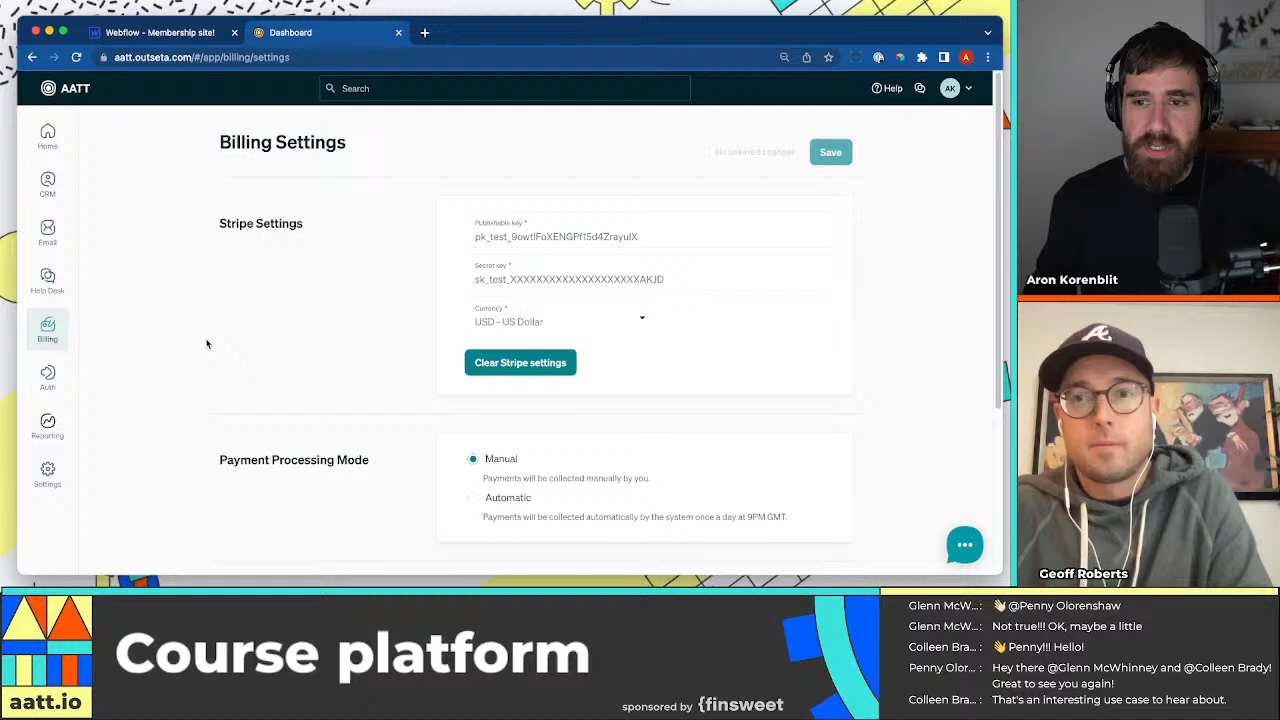 Webflow - Membership site!
Dashboard
aatt.outseta.com/#/app/billing/settings
A
AATT
Search
Help
AK
Home
CRM
Email
Help Desk
Billing
Auth
Reporting
Settings
Billing Settings
No unsaved changes
Save
Stripe Settings
Publishable key *
pk_test_9owtIFoXENGPf15d4ZrayuIX
Secret key *
sk_test_XXXXXXXXXXXXXXXXXXXXAKJD
Currency *
USD - US Dollar
Clear Stripe settings
Payment Processing Mode
Manual
Payments will be collected manually by you.
Automatic
Payments will be collected automatically by the system once a day at 9PM GMT.
Aron Korenblit
Geoff Roberts
aatt.io
Course platform
sponsored by {finsweet
Glenn McW...: 👋🏻 @Penny Olorenshaw
Glenn McW...: Not true!!! OK, maybe a little
Colleen Bra...: 👋 Penny!!! Hello!
Penny Olor...: Hey there @Glenn McWhinney and @Colleen Brady!
Great to see you again!
Colleen Bra...: That's an interesting use case to hear about.